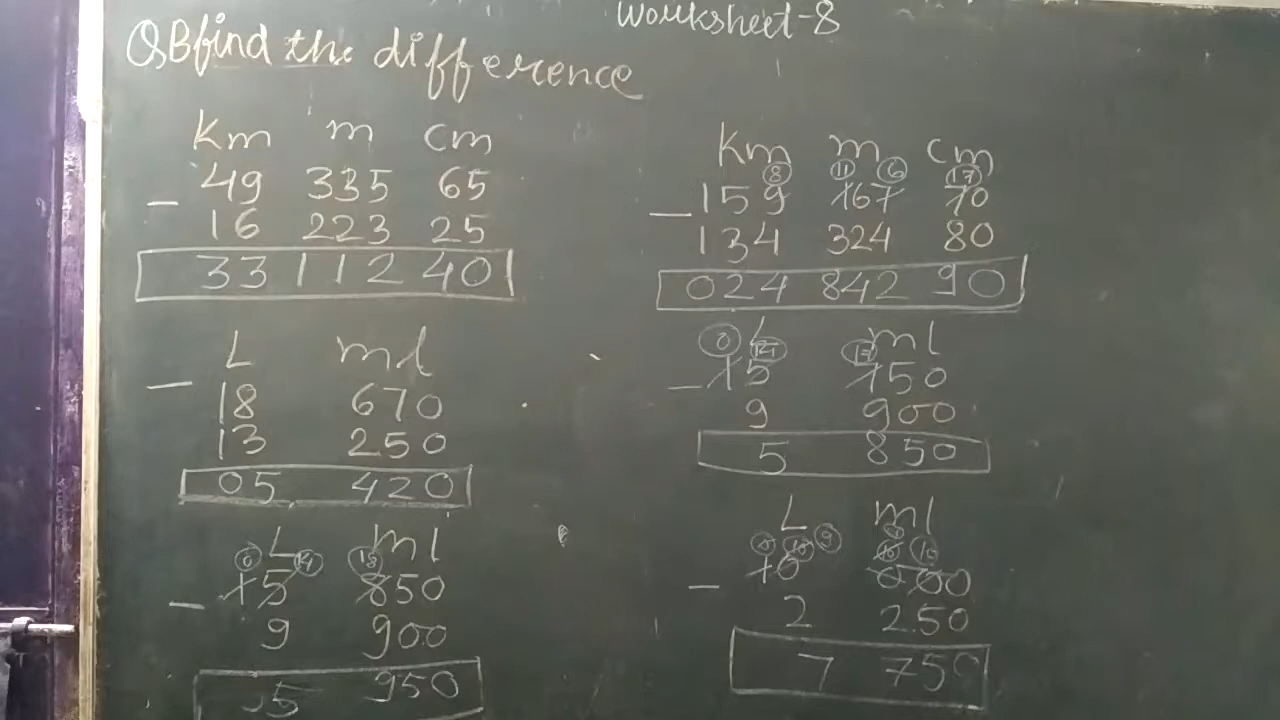 Worksheet-8
Q,B find the difference
Km m cm
49 335 65
- 16 223 25
33 112 40
Km m cm
8 11 6 17
- 159 167 70
134 324 80
024 842 90
L ml
-
18 670
13 250
05 420
L ml
0 14 17
- 15 750
9 900
5 850
L ml
0 14 18
- 15 850
9 900
5 950
L ml
0 10 9 9 10 10
- 10 000
2 250
7 750